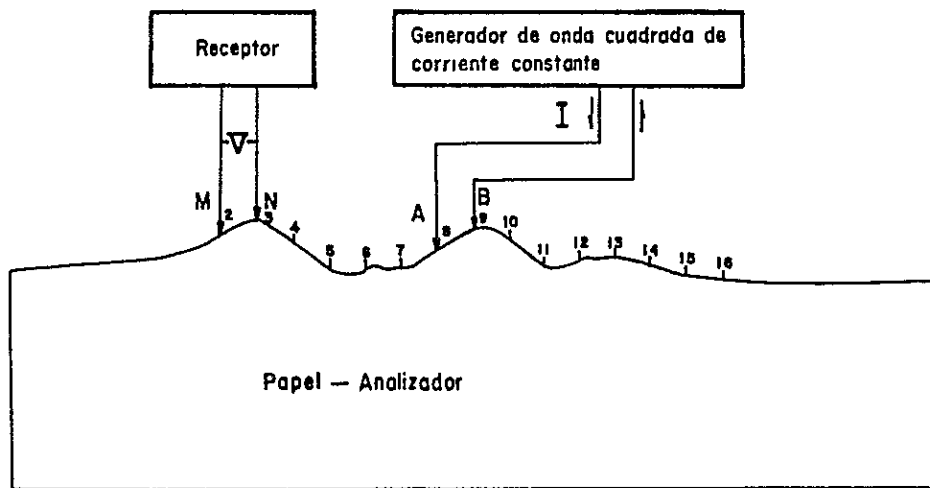 Receptor
Generador de onda cuadrada de
corriente constante
I
V
M
N
A
B
2
3
4
5
6
7
8
9
10
11
12
13
14
15
16
Papel — Analizador